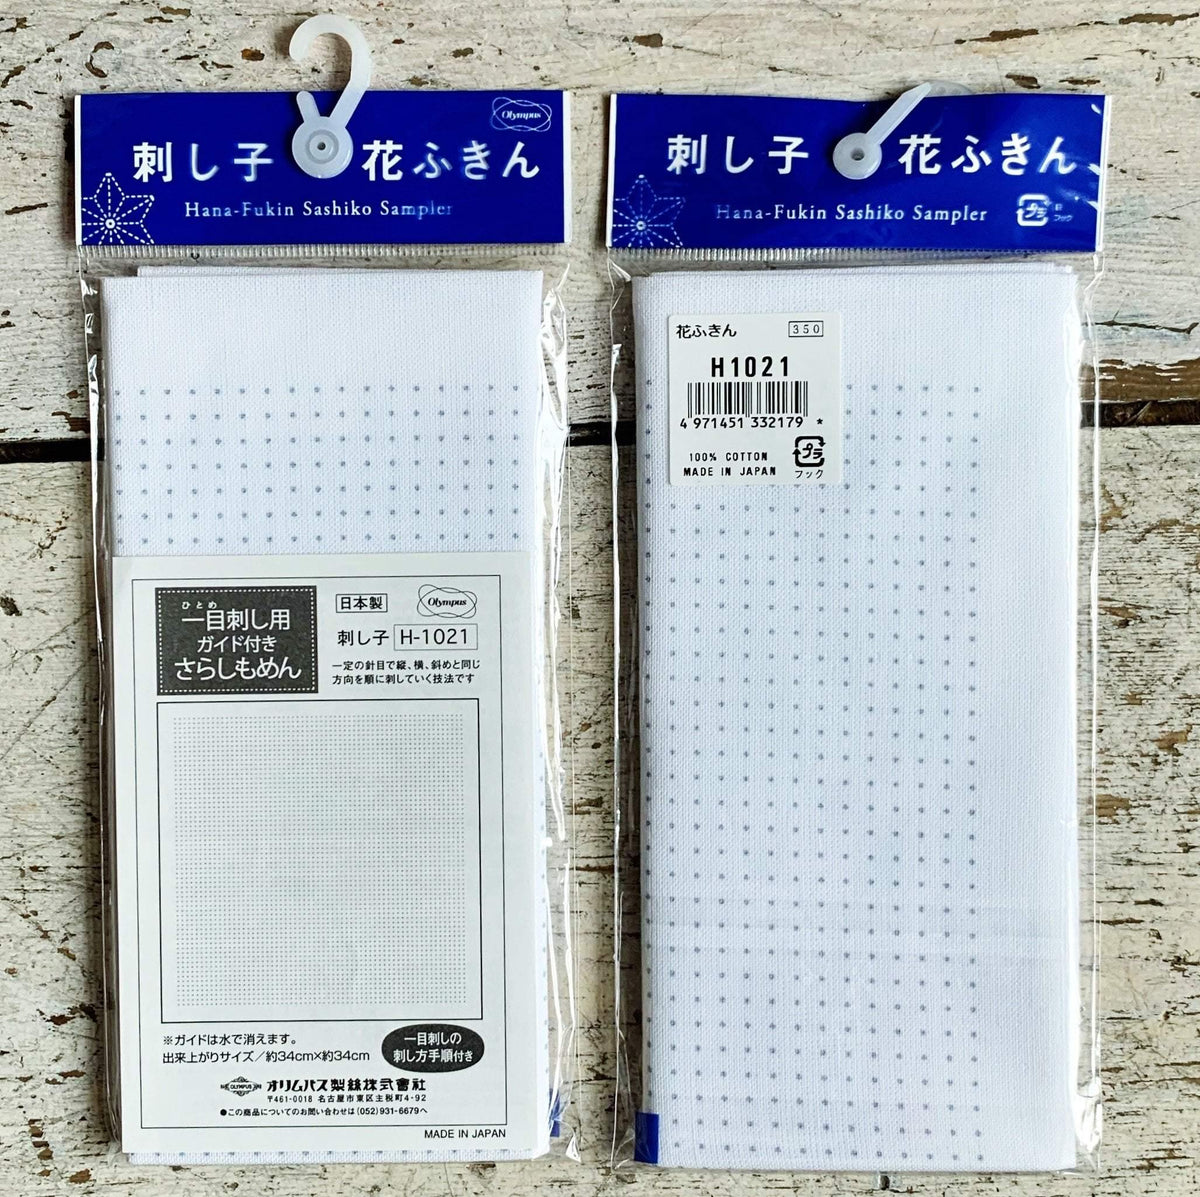 Olympus
刺し子 花ふきん
Hana-Fukin Sashiko Sampler
ひとめ
一目刺し用
ガイド付き
さらしもめん
日本製
Olympus
刺し子 H-1021
一定の針目で縦、横、斜めと同じ
方向を順に刺していく技法です
※ガイドは水で消えます。
出来上がりサイズ/約34cm×約34cm
一目刺しの
刺し方手順付き
OLYMPUS
オリムパス製絲株式會社
〒461-0018 名古屋市東区主税町4-92
●この商品についてのお問い合わせは(052)931-6679へ
MADE IN JAPAN
刺し子 花ふきん
Hana-Fukin Sashiko Sampler
プラ
フック
花ふきん 350
H1021
4 971451 332179 *
100% COTTON
MADE IN JAPAN
プラ
フック